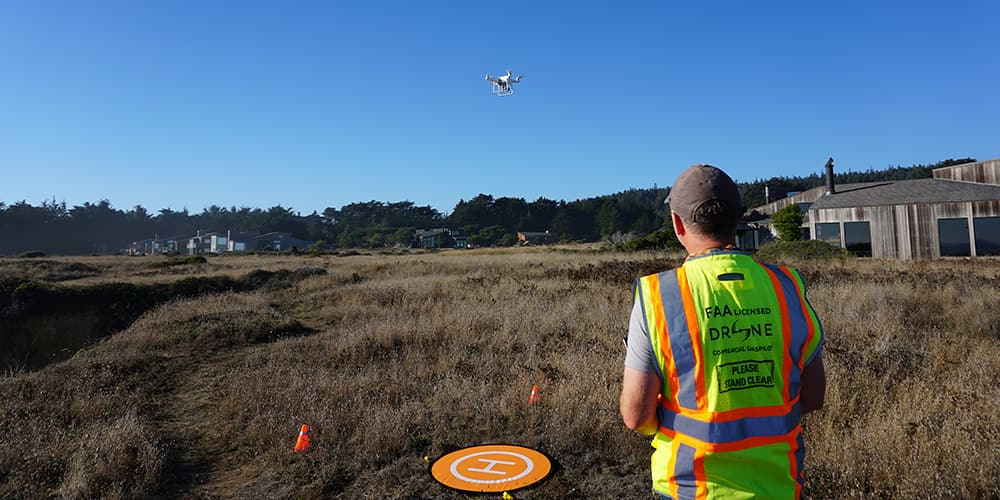 H
FAA LICENSED
DRONE
COMMERCIAL UAS PILOT
PLEASE
STAND CLEAR